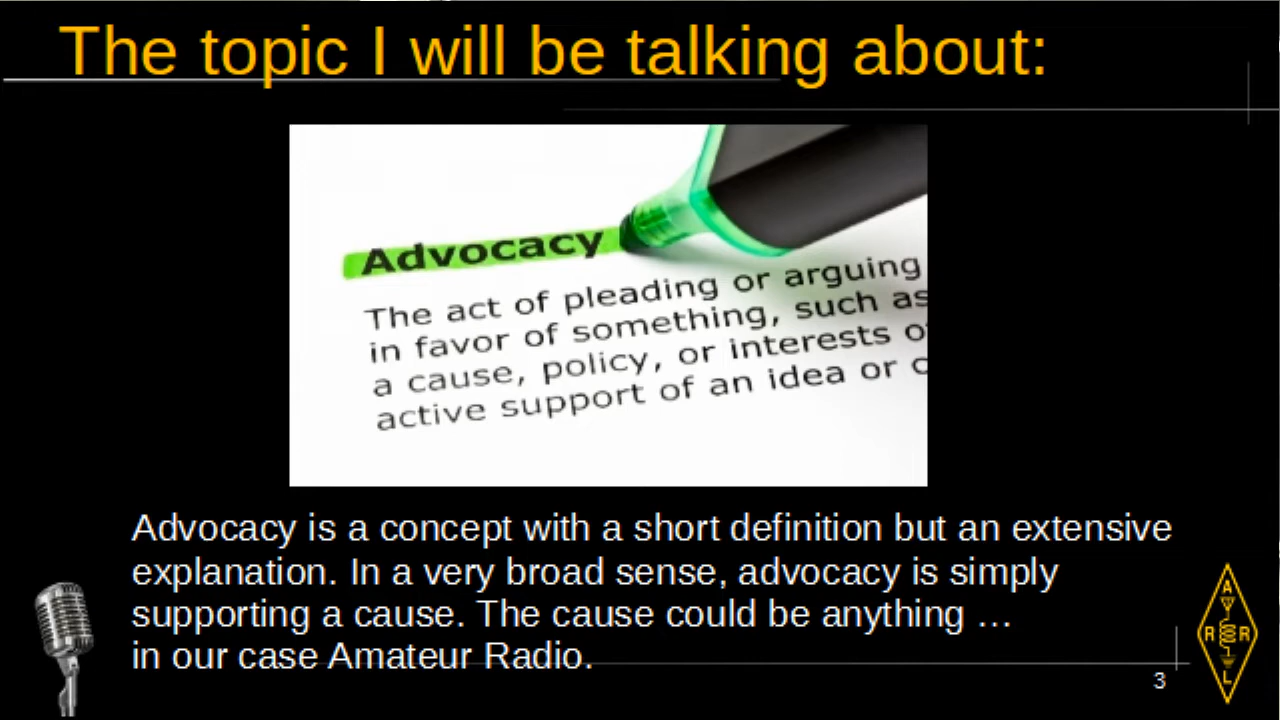 The topic I will be talking about:
Advocacy
The act of pleading or arguing
in favor of something, such as
a cause, policy, or interests
active support of an idea or
Advocacy is a concept with a short definition but an extensive
explanation. In a very broad sense, advocacy is simply
supporting a cause. The cause could be anything …
in our case Amateur Radio.
3
A
R R
L